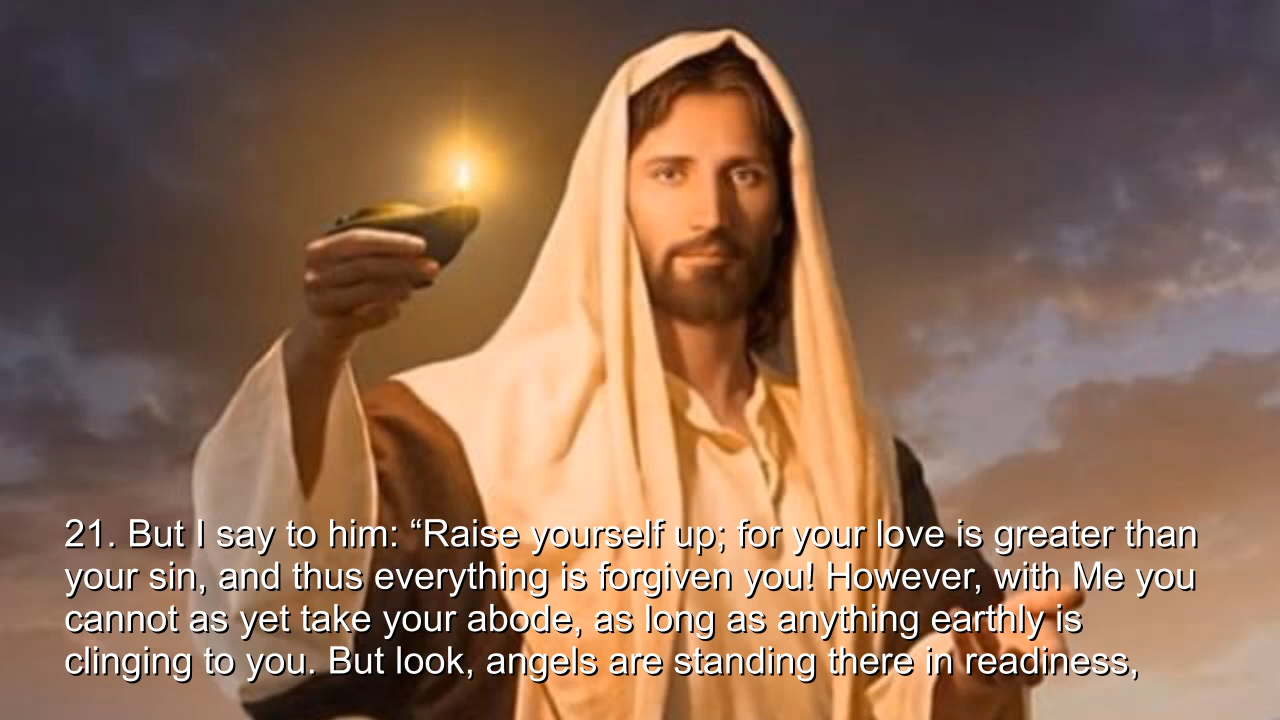 21. But I say to him: “Raise yourself up; for your love is greater than
your sin, and thus everything is forgiven you! However, with Me you
cannot as yet take your abode, as long as anything earthly is
clinging to you. But look, angels are standing there in readiness,